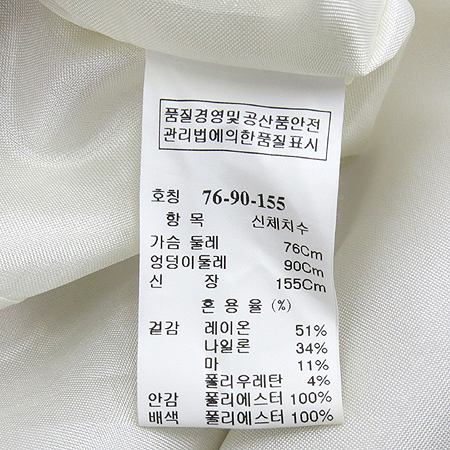 품질경영및공산품안전
관리법에의한품질표시
호칭 76-90-155
항 목 신체치수
가슴 둘레 76Cm
엉덩이둘레 90Cm
신 장 155Cm
혼 용 율 (%)
겉감 레이온 51%
나일론 34%
마 11%
폴리우레탄 4%
안감 폴리에스터 100%
배색 폴리에스터 100%